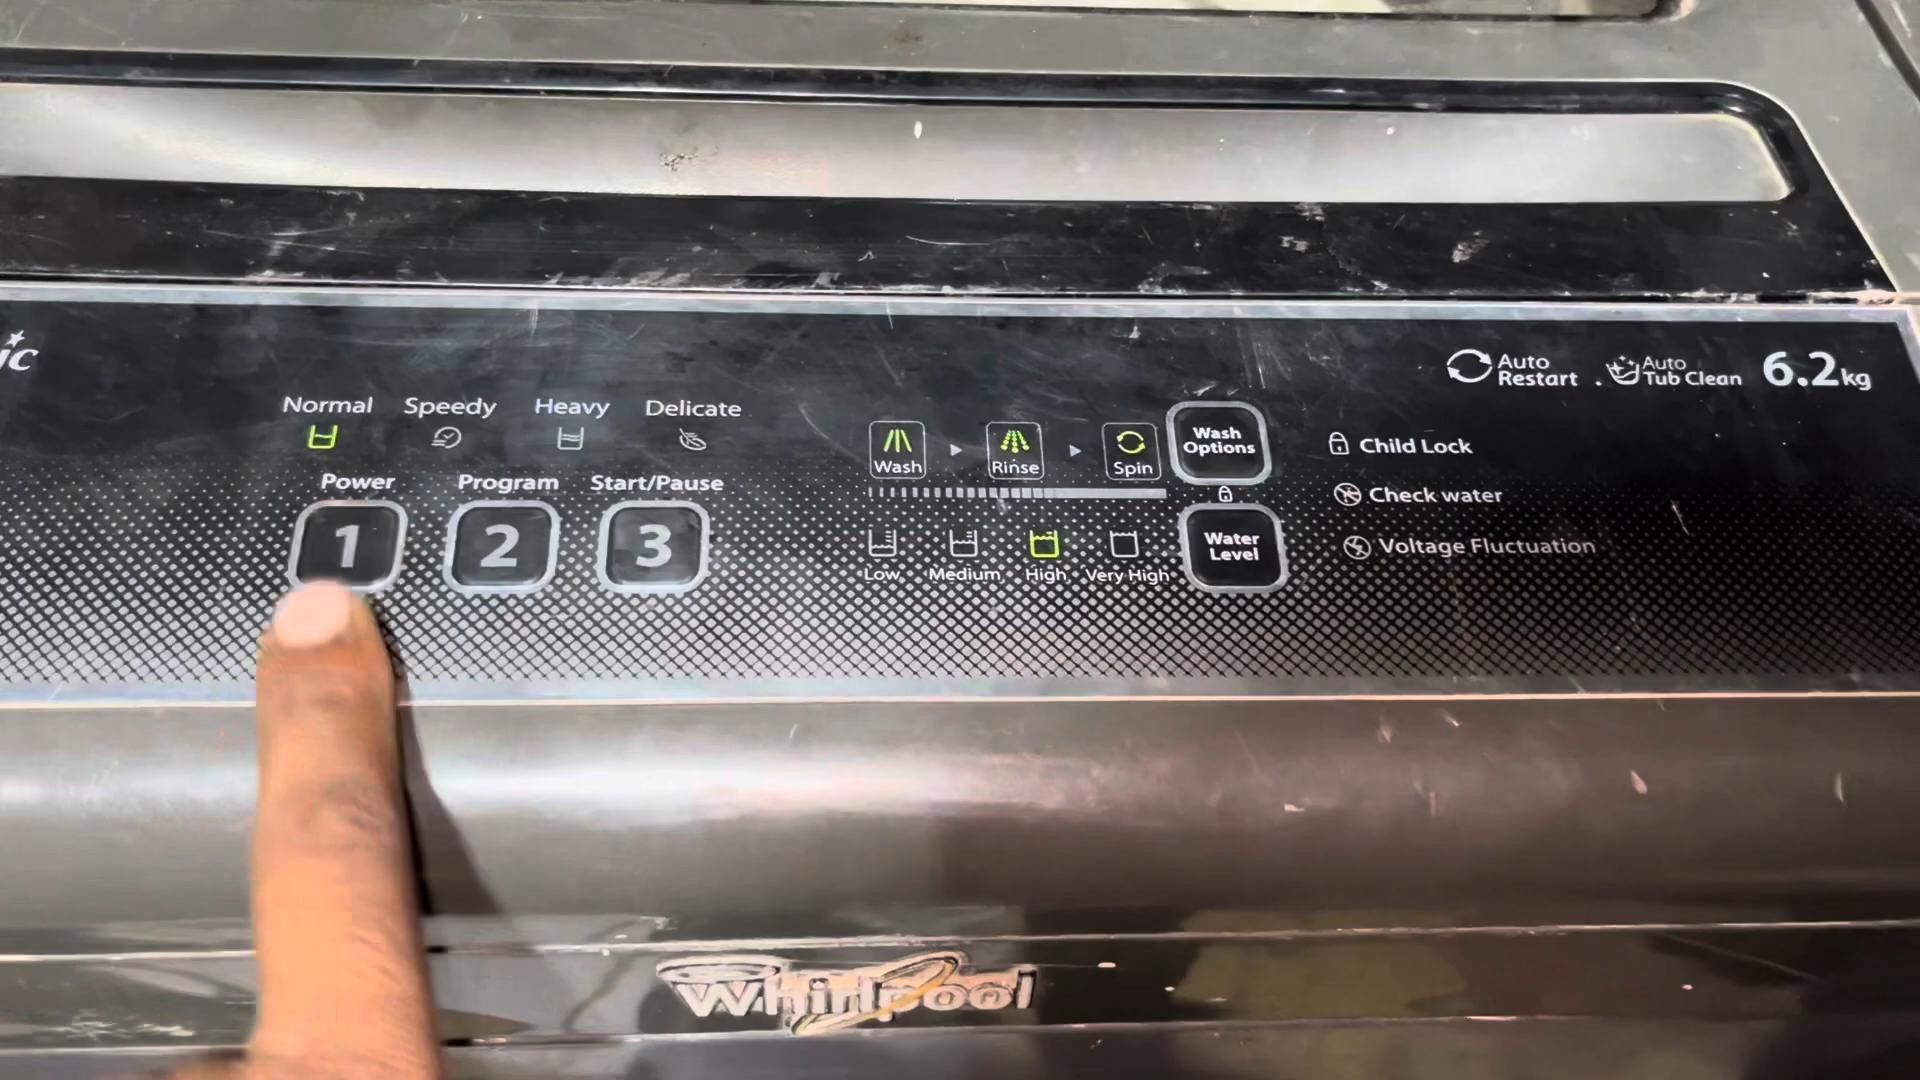 ic
Auto Restart . Auto Tub Clean 6.2kg
Normal Speedy Heavy Delicate
Power Program Start/Pause
1 2 3
Wash Rinse Spin
Wash Options
Low Medium High Very High
Water Level
Child Lock
Check water
Voltage Fluctuation
Whirlpool